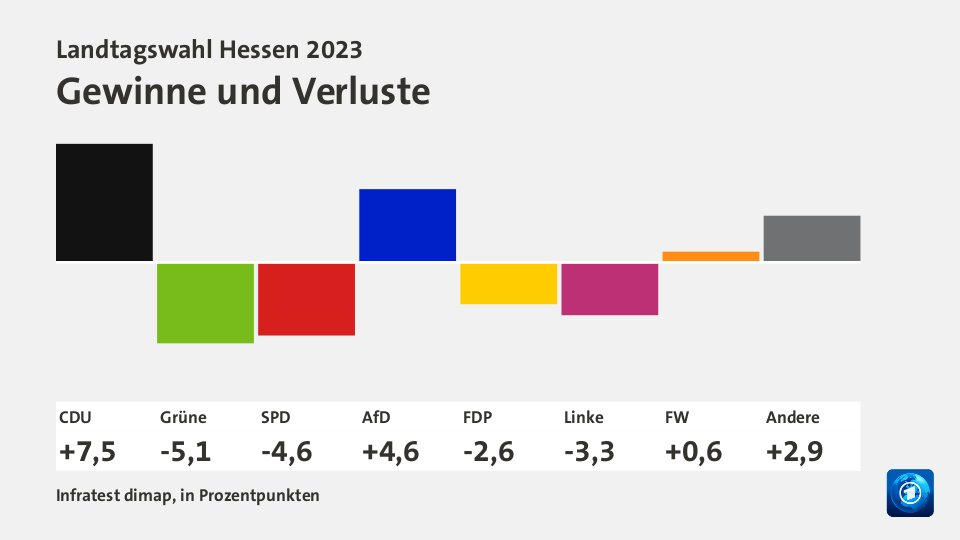 Landtagswahl Hessen 2023
Gewinne und Verluste
CDU Grüne SPD AfD FDP Linke FW Andere
+7,5 -5,1 -4,6 +4,6 -2,6 -3,3 +0,6 +2,9
Infratest dimap, in Prozentpunkten